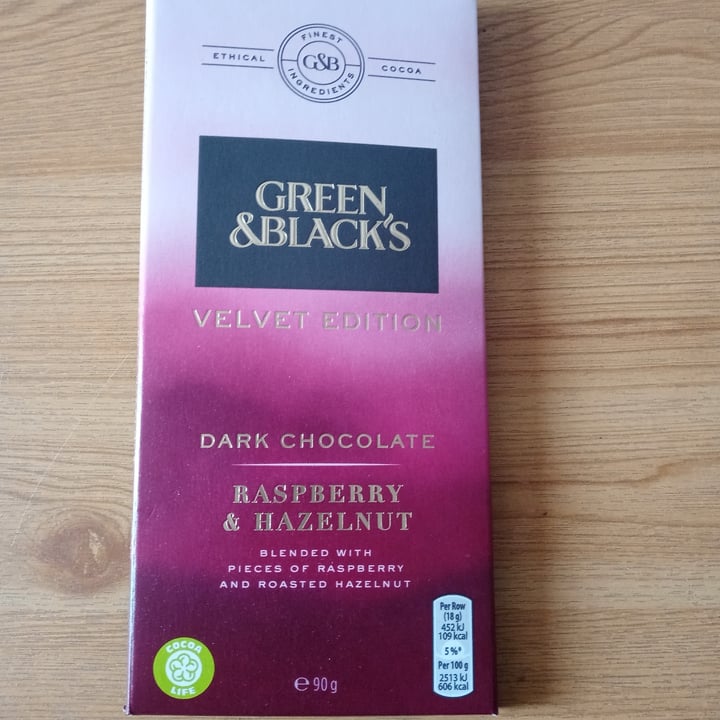 FINEST
ETHICAL G&B COCOA
INGREDIENTS
GREEN
&BLACK'S
VELVET EDITION
DARK CHOCOLATE
RASPBERRY
& HAZELNUT
BLENDED WITH
PIECES OF RASPBERRY
AND ROASTED HAZELNUT
COCOA
LIFE
℮ 90g
Per Row
(18 g)
452 kJ
109 kcal
5%*
Per 100 g
2513 kJ
606 kcal